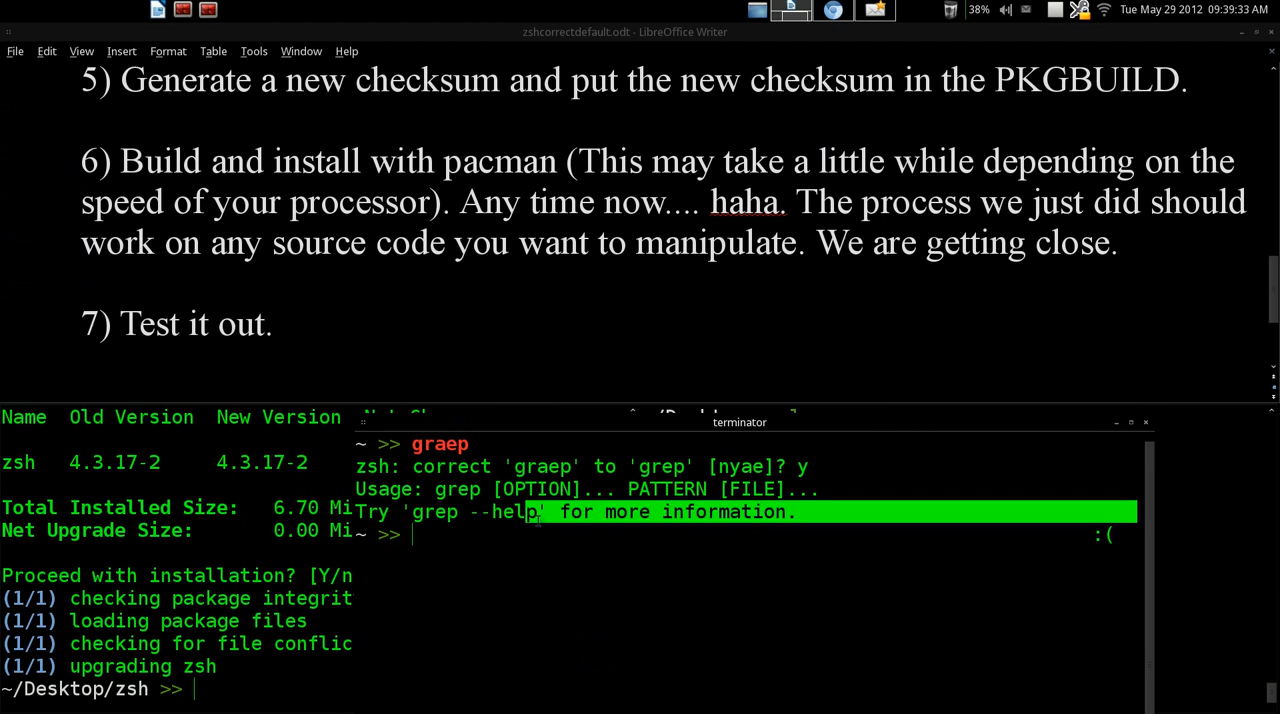 38%
Tue May 29 2012 09:39:33 AM
zshcorrectdefault.odt - LibreOffice Writer
File Edit View Insert Format Table Tools Window Help
5) Generate a new checksum and put the new checksum in the PKGBUILD.
6) Build and install with pacman (This may take a little while depending on the
speed of your processor). Any time now.... haha. The process we just did should
work on any source code you want to manipulate. We are getting close.
7) Test it out.
Name Old Version New Version
zsh 4.3.17-2 4.3.17-2
Total Installed Size: 6.70 Mi
Net Upgrade Size: 0.00 Mi
Proceed with installation? [Y/n
(1/1) checking package integrit
(1/1) loading package files
(1/1) checking for file conflic
(1/1) upgrading zsh
~/Desktop/zsh >>
terminator
~ >> graep
zsh: correct 'graep' to 'grep' [nyae]? y
Usage: grep [OPTION]... PATTERN [FILE]...
Try 'grep --help' for more information.
~ >>
:(